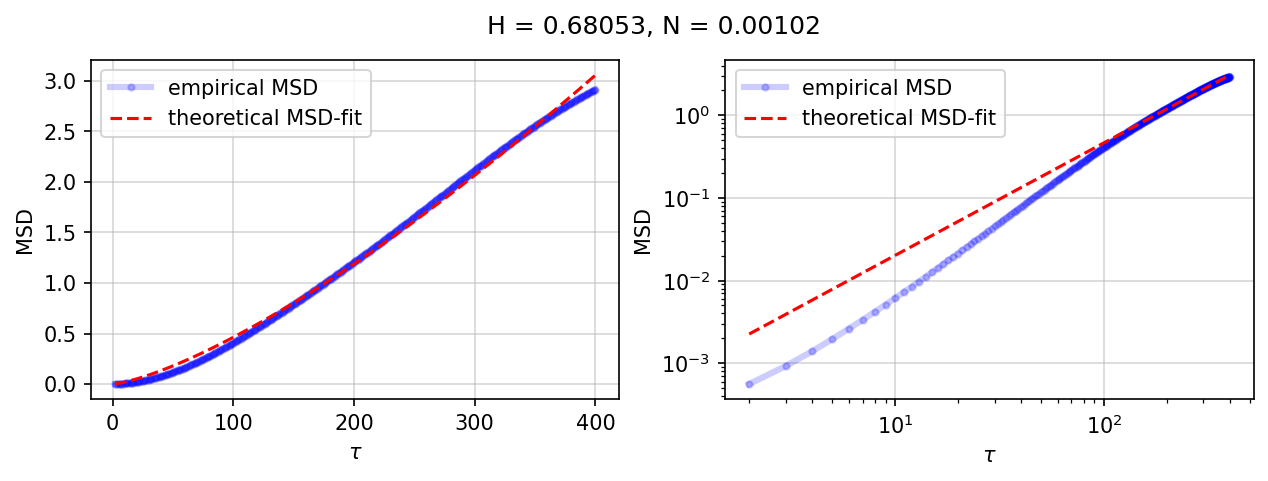 H = 0.68053, N = 0.00102
empirical MSD
theoretical MSD-fit
MSD
3.0
2.5
2.0
1.5
1.0
0.5
0.0
0 100 200 300 400
τ
empirical MSD
theoretical MSD-fit
MSD
10⁰
10⁻¹
10⁻²
10⁻³
10¹ 10²
τ